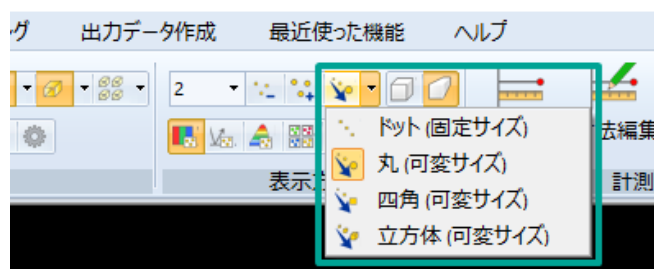 グ 出力データ作成 最近使った機能 ヘルプ
2
ドット (固定サイズ)
丸 (可変サイズ)
四角 (可変サイズ)
立方体 (可変サイズ)
法編集
表示
計測